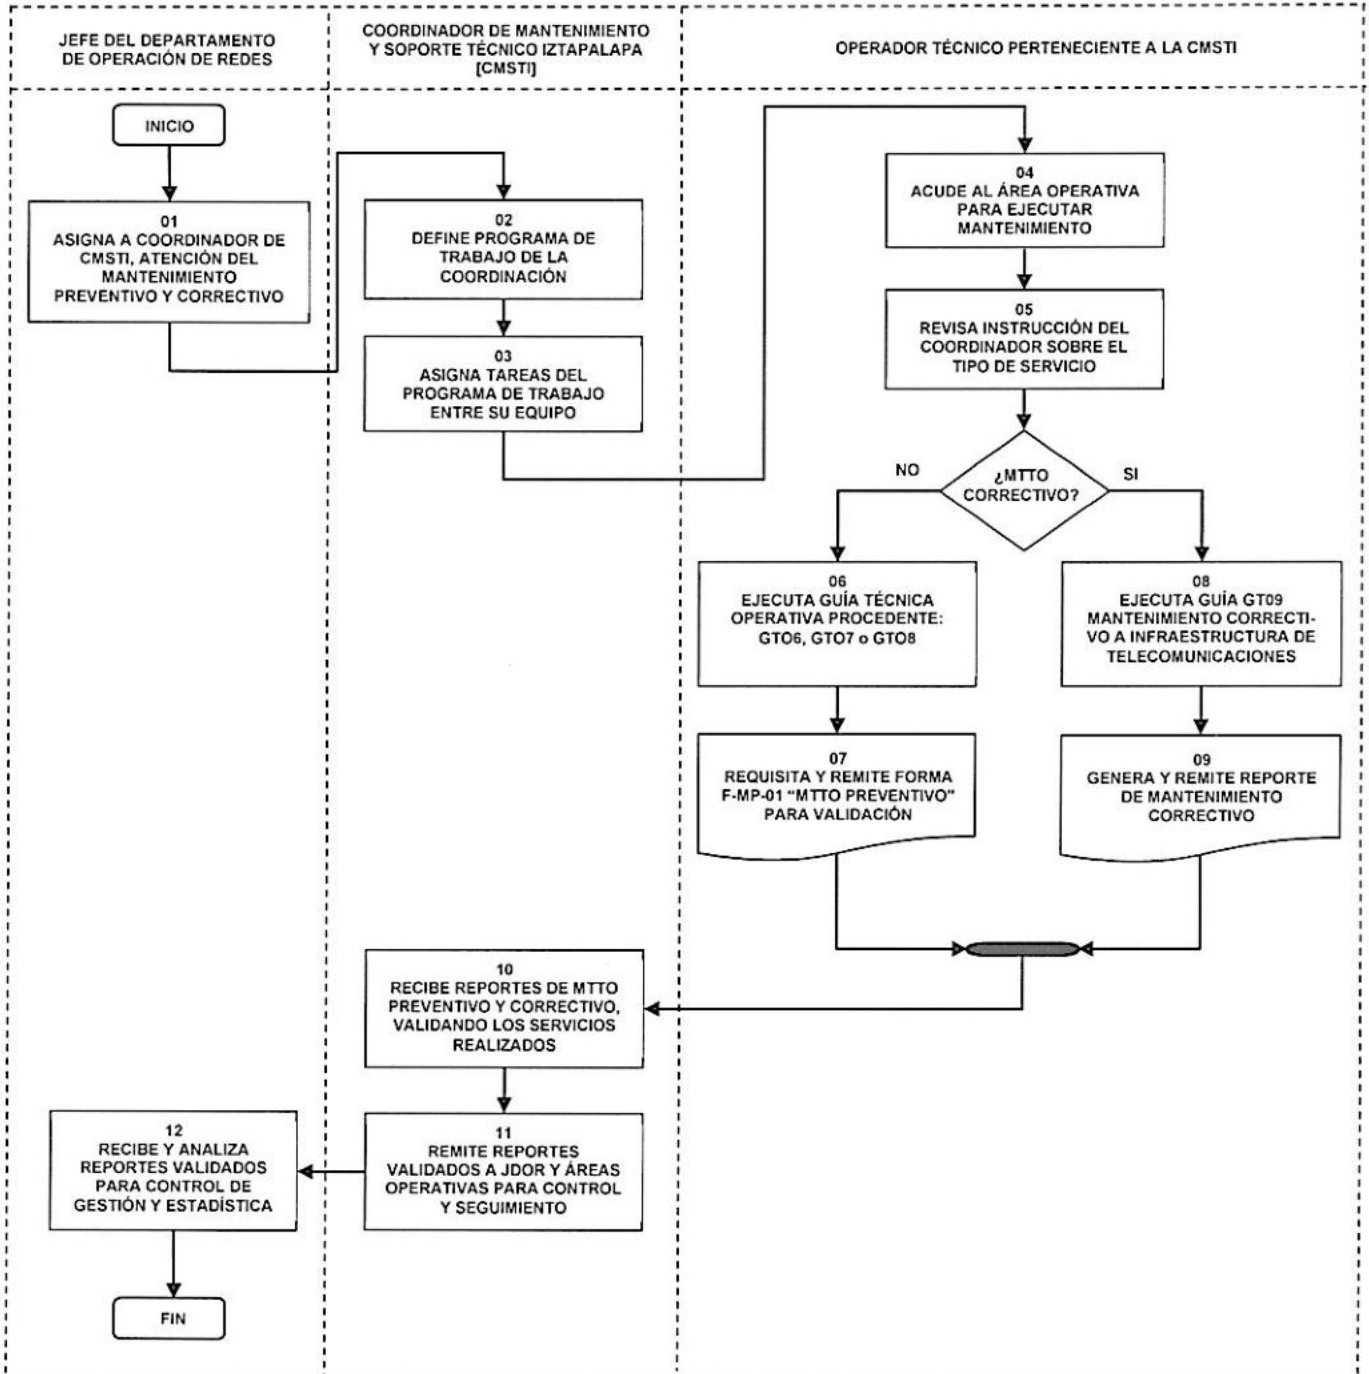 JEFE DEL DEPARTAMENTO
DE OPERACIÓN DE REDES
COORDINADOR DE MANTENIMIENTO
Y SOPORTE TÉCNICO IZTAPALAPA
[CMSTI]
OPERADOR TÉCNICO PERTENECIENTE A LA CMSTI
INICIO
01
ASIGNA A COORDINADOR DE
CMSTI, ATENCIÓN DEL
MANTENIMIENTO
PREVENTIVO Y CORRECTIVO
02
DEFINE PROGRAMA DE
TRABAJO DE LA
COORDINACIÓN
03
ASIGNA TAREAS DEL
PROGRAMA DE TRABAJO
ENTRE SU EQUIPO
04
ACUDE AL ÁREA OPERATIVA
PARA EJECUTAR
MANTENIMIENTO
05
REVISA INSTRUCCIÓN DEL
COORDINADOR SOBRE EL
TIPO DE SERVICIO
NO
¿MTTO
CORRECTIVO?
SI
06
EJECUTA GUÍA TÉCNICA
OPERATIVA PROCEDENTE:
GTO6, GTO7 o GTO8
08
EJECUTA GUÍA GT09
MANTENIMIENTO CORRECTI-
VO A INFRAESTRUCTURA DE
TELECOMUNICACIONES
07
REQUISITA Y REMITE FORMA
F-MP-01 “MTTO PREVENTIVO”
PARA VALIDACIÓN
09
GENERA Y REMITE REPORTE
DE MANTENIMIENTO
CORRECTIVO
10
RECIBE REPORTES DE MTTO
PREVENTIVO Y CORRECTIVO,
VALIDANDO LOS SERVICIOS
REALIZADOS
11
REMITE REPORTES
VALIDADOS A JDOR Y ÁREAS
OPERATIVAS PARA CONTROL
Y SEGUIMIENTO
12
RECIBE Y ANALIZA
REPORTES VALIDADOS
PARA CONTROL DE
GESTIÓN Y ESTADÍSTICA
FIN